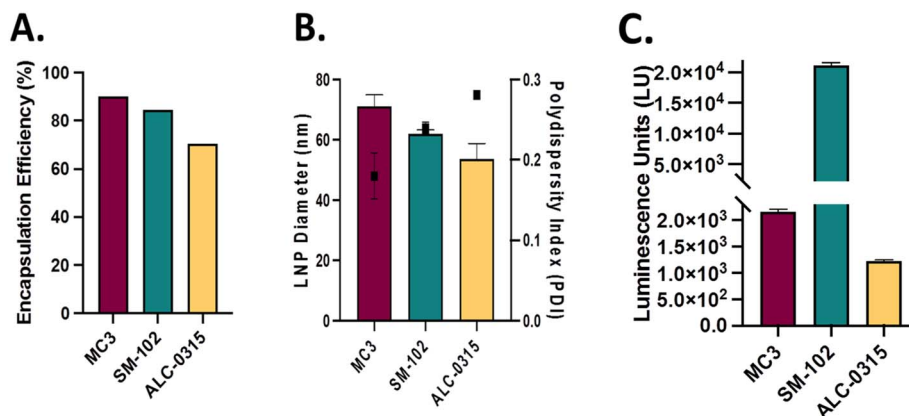 A.
Encapsulation Efficiency (%)
100
80
60
40
20
0
MC3
SM-102
ALC-0315
B.
LNP Diameter (nm)
80
60
40
20
0
Polydispersity Index (PDI)
0.3
0.2
0.1
0.0
MC3
SM-102
ALC-0315
C.
Luminescence Units (LU)
2.0×10⁴
1.5×10⁴
1.0×10⁴
5.0×10³
2.0×10³
1.5×10³
1.0×10³
5.0×10²
0.0
MC3
SM-102
ALC-0315